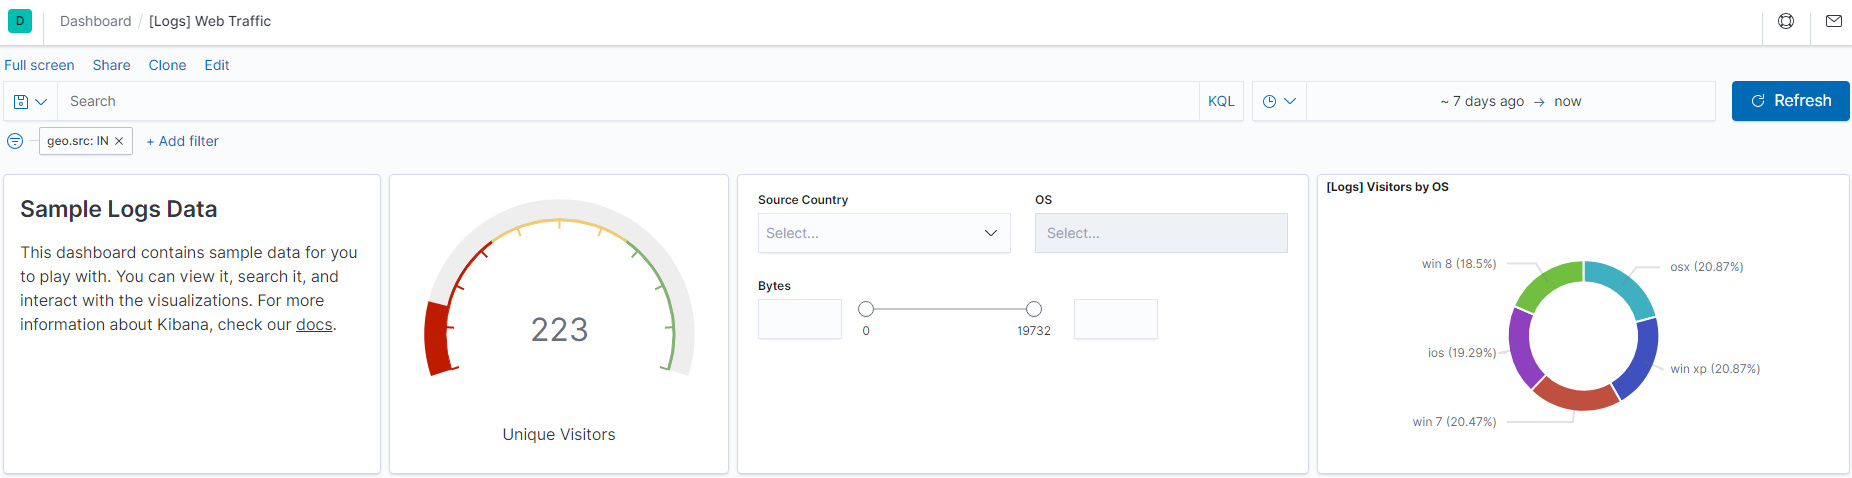 D
Dashboard / [Logs] Web Traffic
Full screen Share Clone Edit
Search KQL ~ 7 days ago → now Refresh
geo.src: IN × + Add filter
Sample Logs Data
This dashboard contains sample data for you
to play with. You can view it, search it, and
interact with the visualizations. For more
information about Kibana, check our docs.
223
Unique Visitors
Source Country
Select...
OS
Select...
Bytes
0
19732
[Logs] Visitors by OS
win 8 (18.5%)
osx (20.87%)
ios (19.29%)
win xp (20.87%)
win 7 (20.47%)